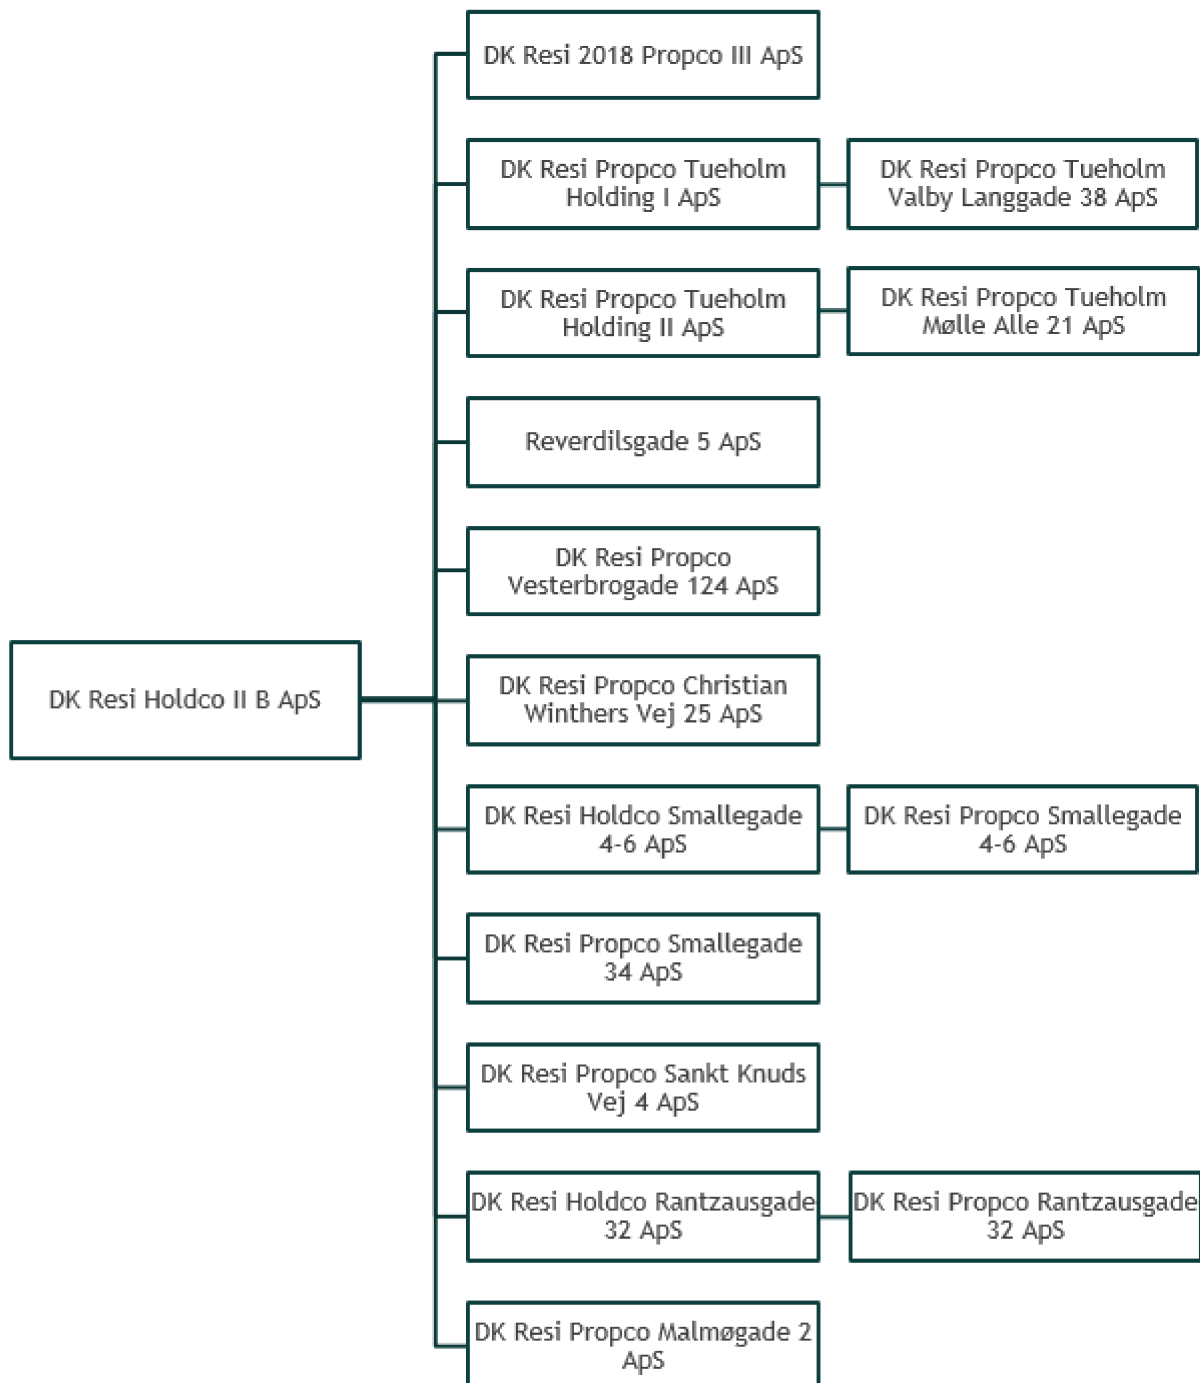 DK Resi 2018 Propco III ApS
DK Resi Propco Tueholm
Holding I ApS
DK Resi Propco Tueholm
Valby Langgade 38 ApS
DK Resi Propco Tueholm
Holding II ApS
DK Resi Propco Tueholm
Mølle Alle 21 ApS
Reverdilsgade 5 ApS
DK Resi Propco
Vesterbrogade 124 ApS
DK Resi Holdco II B ApS
DK Resi Propco Christian
Winthers Vej 25 ApS
DK Resi Holdco Smallegade
4-6 ApS
DK Resi Propco Smallegade
4-6 ApS
DK Resi Propco Smallegade
34 ApS
DK Resi Propco Sankt Knuds
Vej 4 ApS
DK Resi Holdco Rantzausgade
32 ApS
DK Resi Propco Rantzausgade
32 ApS
DK Resi Propco Malmøgade 2
ApS